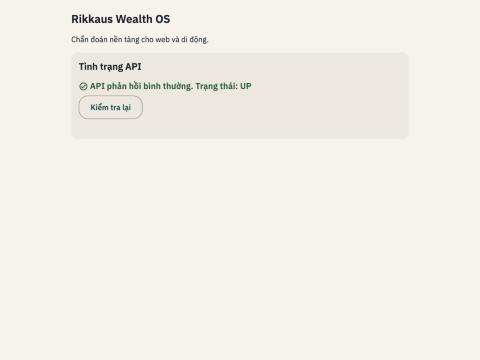 Rikkaus Wealth OS
Chẩn đoán nền tảng cho web và di động.
Tình trạng API
API phản hồi bình thường. Trạng thái: UP
Kiểm tra lại